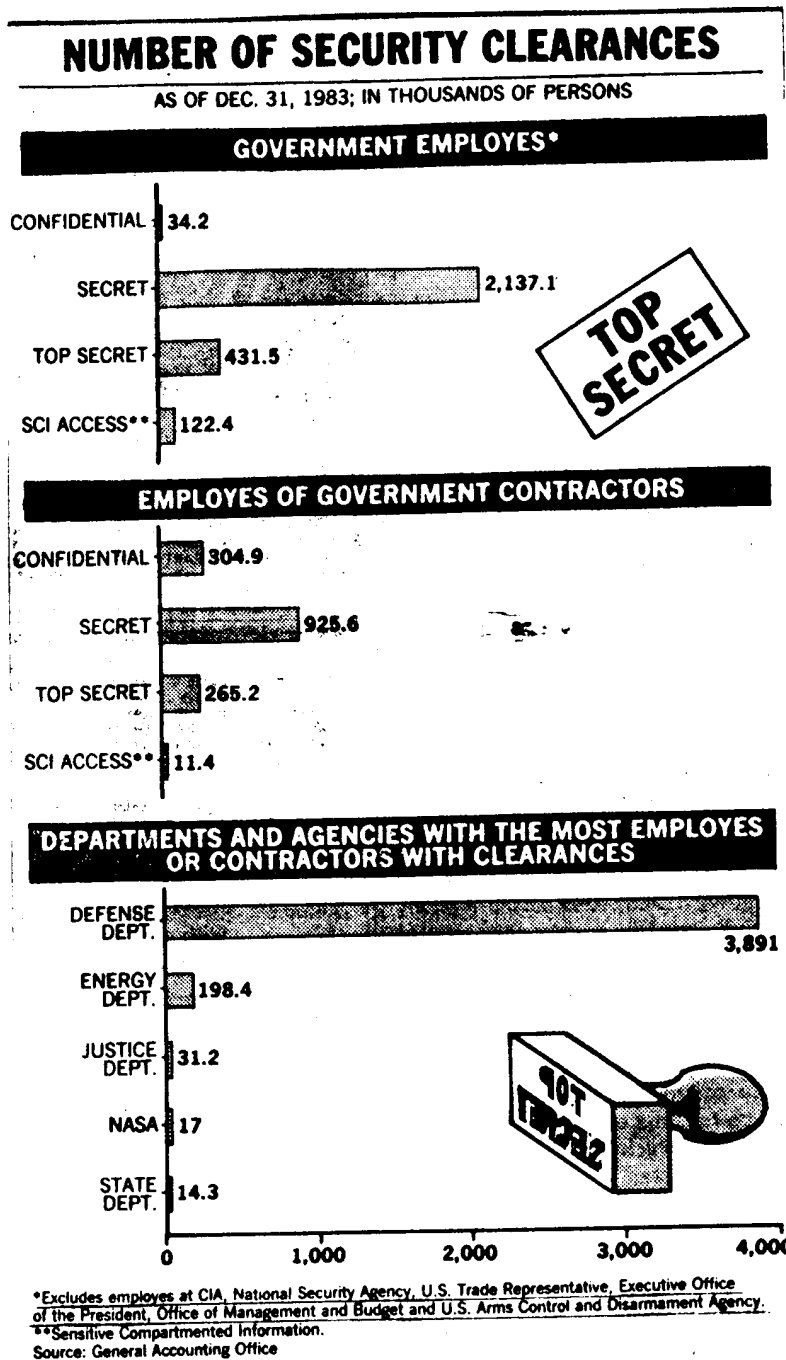 NUMBER OF SECURITY CLEARANCES
AS OF DEC. 31, 1983; IN THOUSANDS OF PERSONS
GOVERNMENT EMPLOYES*
CONFIDENTIAL 34.2
SECRET 2,137.1
TOP SECRET 431.5
SCI ACCESS** 122.4
TOP
SECRET
EMPLOYES OF GOVERNMENT CONTRACTORS
CONFIDENTIAL 304.9
SECRET 925.6
TOP SECRET 265.2
SCI ACCESS** 11.4
DEPARTMENTS AND AGENCIES WITH THE MOST EMPLOYES
OR CONTRACTORS WITH CLEARANCES
DEFENSE
DEPT.
3,891
ENERGY
DEPT. 198.4
JUSTICE
DEPT. 31.2
NASA 17
STATE
DEPT. 14.3
TOP
SECRET
0 1,000 2,000 3,000 4,000
*Excludes employes at CIA, National Security Agency, U.S. Trade Representative, Executive Office
of the President, Office of Management and Budget and U.S. Arms Control and Disarmament Agency.
**Sensitive Compartmented Information.
Source: General Accounting Office